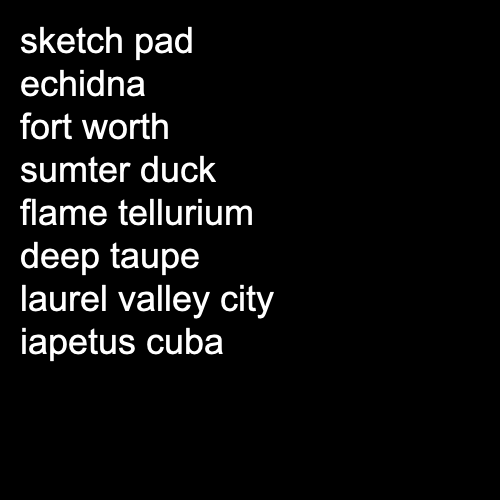 sketch pad
echidna
fort worth
sumter duck
flame tellurium
deep taupe
laurel valley city
iapetus cuba